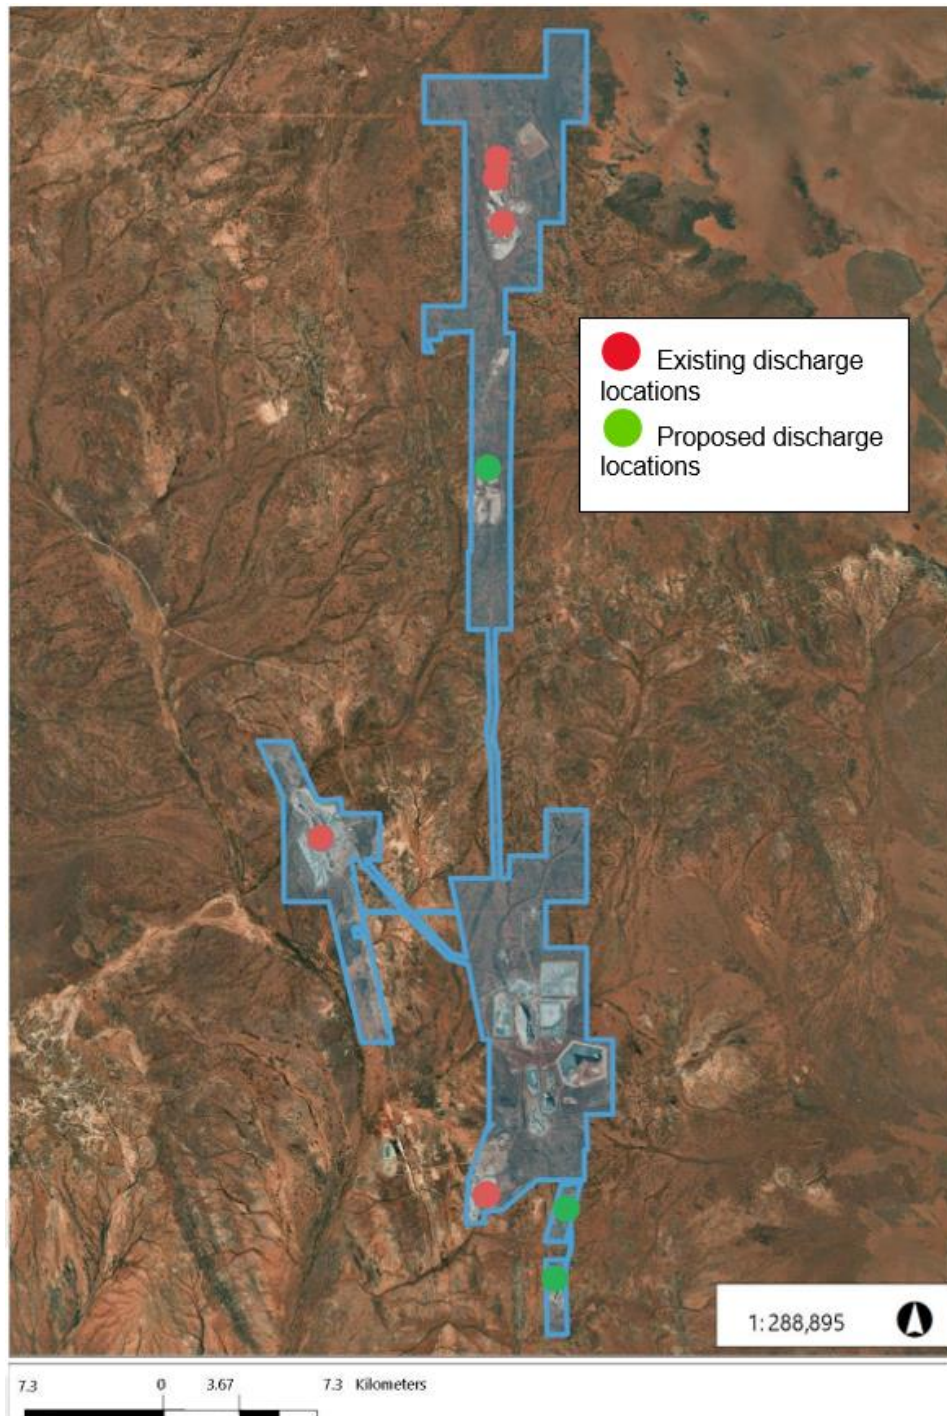 Existing discharge
locations
Proposed discharge
locations
1:288,895
7.3 0 3.67 7.3 Kilometers